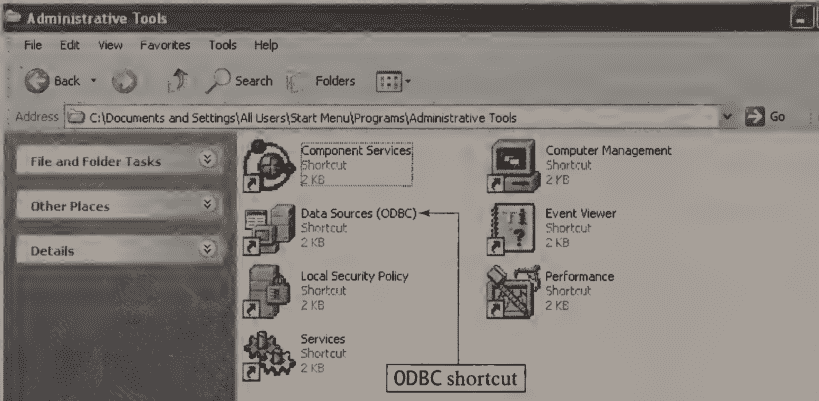 Administrative Tools
File Edit View Favorites Tools Help
Back Search Folders
Address C:\Documents and Settings\All Users\Start Menu\Programs\Administrative Tools Go
File and Folder Tasks
Other Places
Details
Component Services
Shortcut
2 KB
Computer Management
Shortcut
2 KB
Data Sources (ODBC)
Shortcut
2 KB
Event Viewer
Shortcut
2 KB
Local Security Policy
Shortcut
2 KB
Performance
Shortcut
2 KB
Services
Shortcut
2 KB
ODBC shortcut